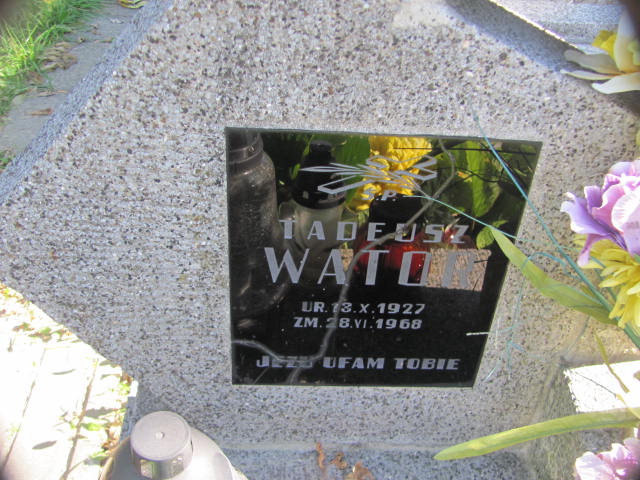 Ś.P.
TADEUSZ
WATOR
UR. 13.X.1927
ZM. 28.VI.1968
JEZU UFAM TOBIE